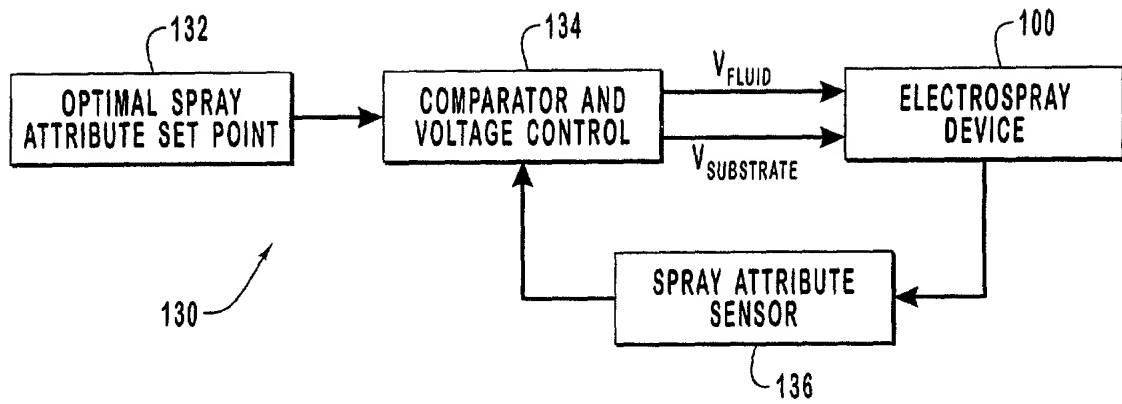 132
134
100
OPTIMAL SPRAY
ATTRIBUTE SET POINT
COMPARATOR AND
VOLTAGE CONTROL
VFLUID
VSUBSTRATE
ELECTROSPRAY
DEVICE
SPRAY ATTRIBUTE
SENSOR
130
136